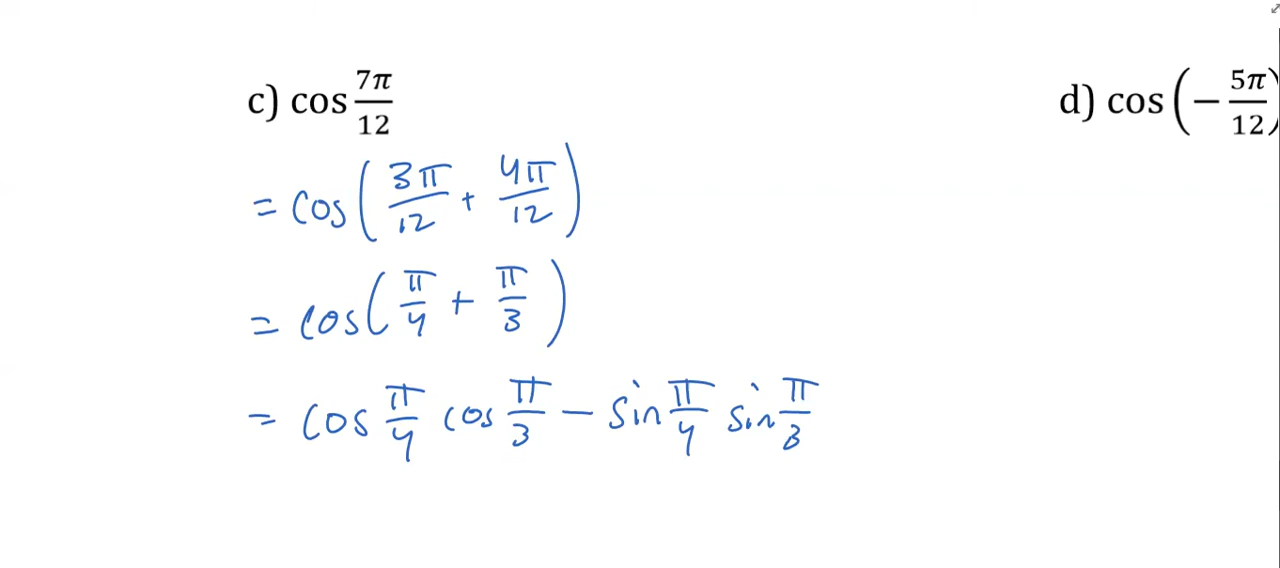 c) cos 7π/12
d) cos (− 5π/12)
= cos( 3π/12 + 4π/12 )
= cos( π/4 + π/3 )
= cos π/4 cos π/3 − sin π/4 sin π/3